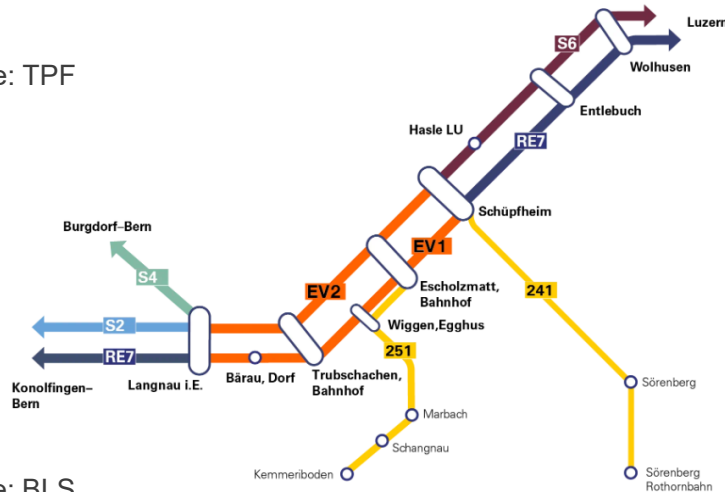 Luzern
S6
Wolhusen
e: TPF
Entlebuch
Hasle LU
RE7
Schüpfheim
Burgdorf–Bern
EV1
S4
EV2
Escholzmatt,
Bahnhof
241
S2
Wiggen,Egghus
251
RE7
Konolfingen–
Bern
Langnau i.E.
Bärau, Dorf
Trubschachen,
Bahnhof
Sörenberg
Marbach
Schangnau
Kemmeriboden
Sörenberg
Rothornbahn
e: BLS